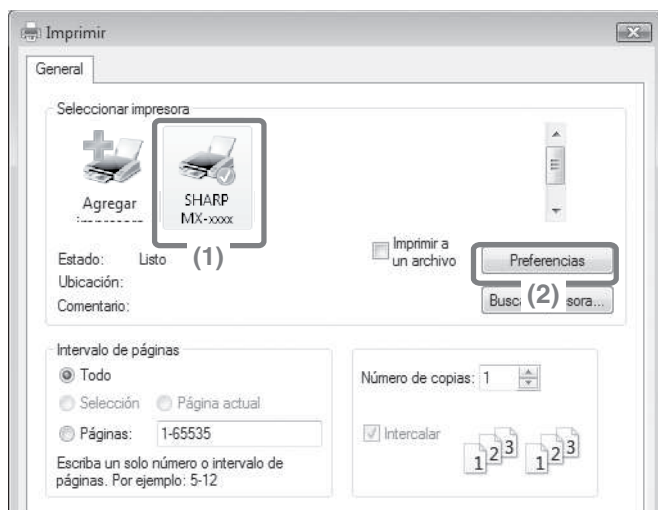 Imprimir
General
Seleccionar impresora
Agregar
SHARP
MX-xxxx
(1)
Estado: Listo
Ubicación:
Comentario:
Imprimir a
un archivo
Preferencias
(2)
Intervalo de páginas
Todo
Selección Página actual
Páginas: 1-65535
Escriba un solo número o intervalo de
páginas. Por ejemplo: 5-12
Número de copias: 1
Intercalar
1 2 3 1 2 3